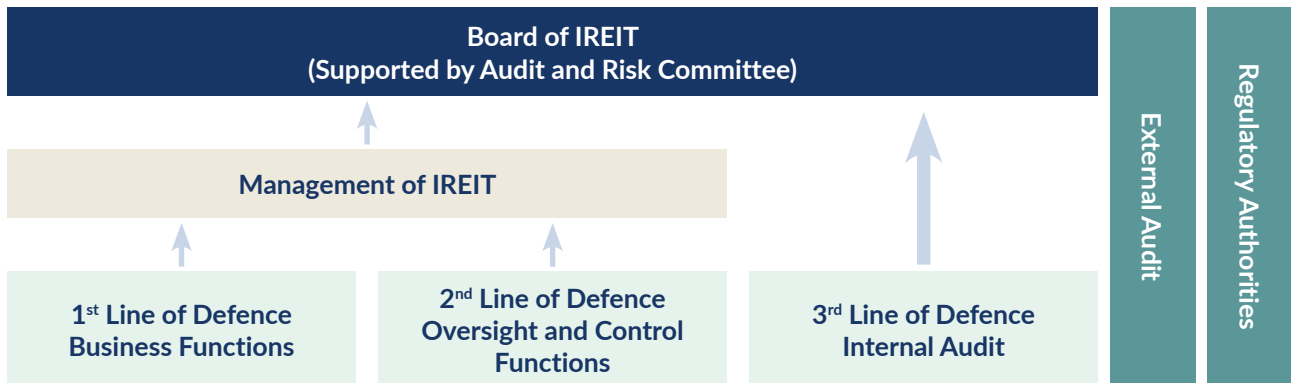 Board of IREIT
(Supported by Audit and Risk Committee)
Management of IREIT
1st Line of Defence
Business Functions
2nd Line of Defence
Oversight and Control
Functions
3rd Line of Defence
Internal Audit
External Audit
Regulatory Authorities